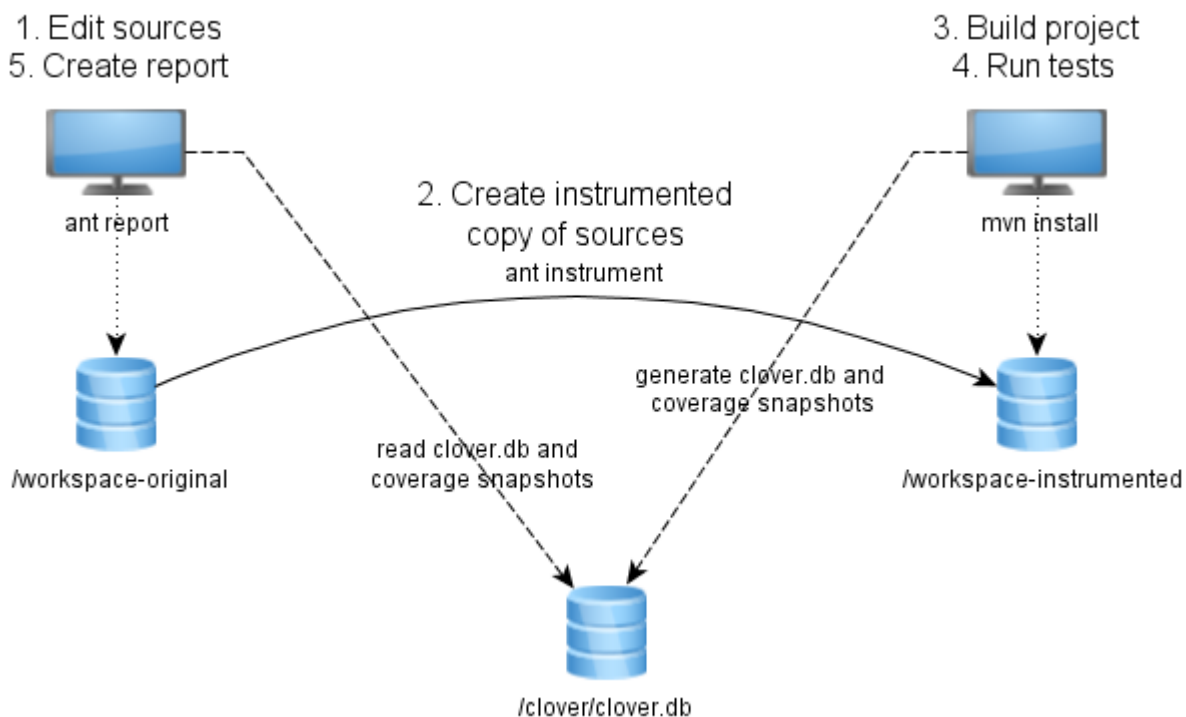 1. Edit sources
5. Create report
3. Build project
4. Run tests
2. Create instrumented
copy of sources
ant report
mvn install
ant instrument
generate clover.db and
coverage snapshots
read clover.db and
coverage snapshots
/workspace-original
/workspace-instrumented
/clover/clover.db